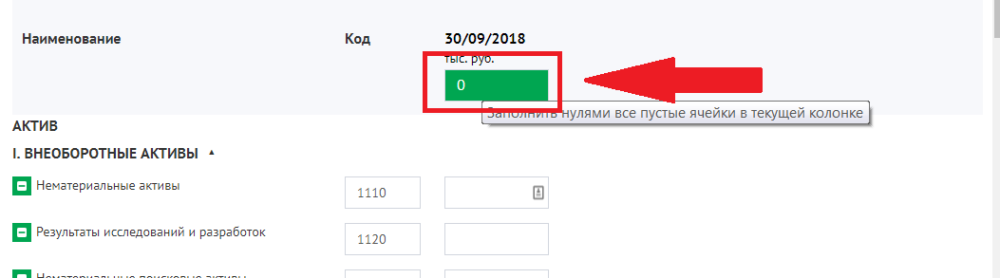 Наименование Код 30/09/2018
тыс. руб.
0
Заполнить нулями все пустые ячейки в текущей колонке
АКТИВ
I. ВНЕОБОРОТНЫЕ АКТИВЫ ▲
Нематериальные активы 1110
Результаты исследований и разработок 1120
Нематериальные поисковые активы